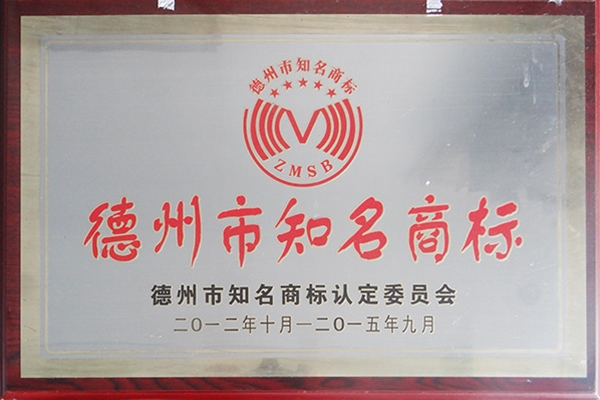 德州市知名商标
ZMSB
德州市知名商标
德州市知名商标认定委员会
二〇一二年十月一二〇一五年九月